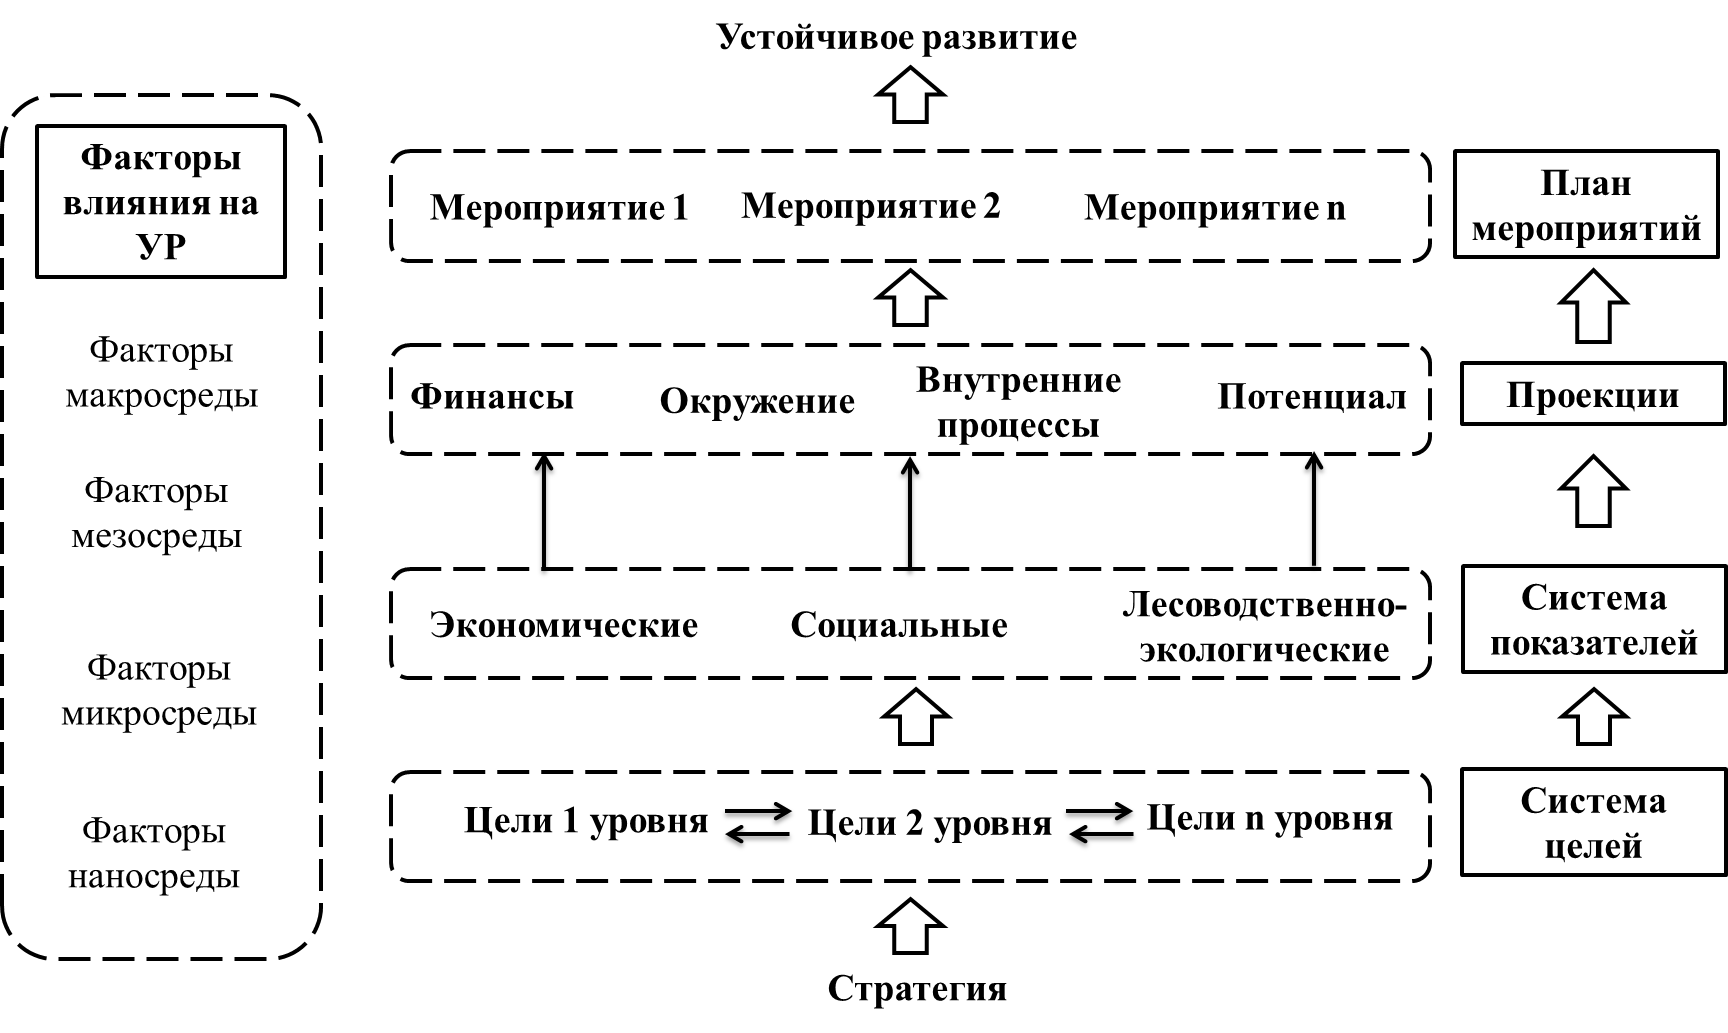 Устойчивое развитие
Факторы
влияния на
УР
Факторы
макросреды
Факторы
мезосреды
Факторы
микросреды
Факторы
наносреды
Мероприятие 1
Мероприятие 2
Мероприятие n
План
мероприятий
Финансы
Окружение
Внутренние
процессы
Потенциал
Проекции
Экономические
Социальные
Лесоводственно-
экологические
Система
показателей
Цели 1 уровня
Цели 2 уровня
Цели n уровня
Система
целей
Стратегия